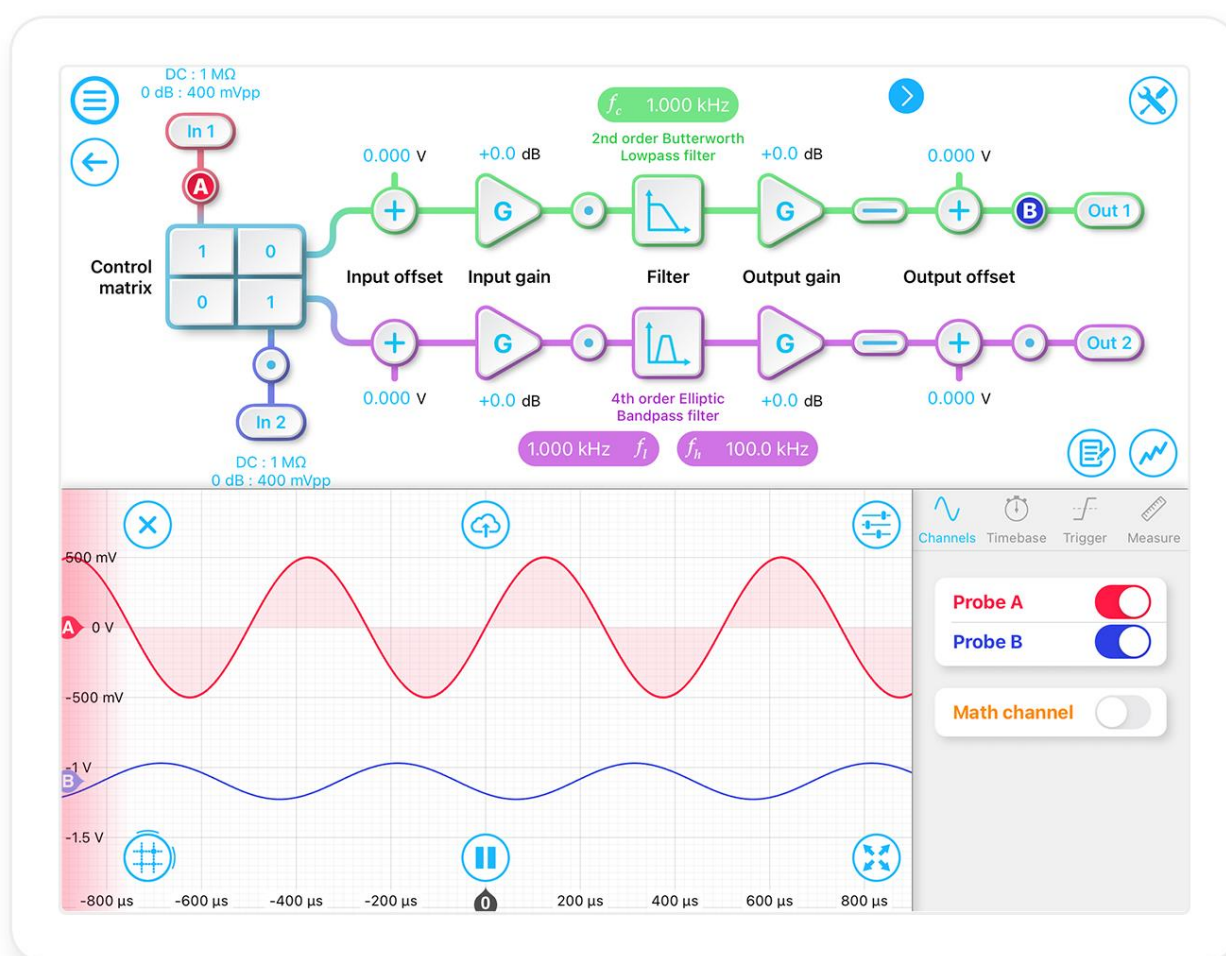 DC : 1 MΩ
0 dB : 400 mVpp
In 1
A
fc 1.000 kHz
2nd order Butterworth
Lowpass filter
0.000 V
+0.0 dB
+0.0 dB
0.000 V
G
G
B
Out 1
Control
matrix
1 0
0 1
Input offset
Input gain
Filter
Output gain
Output offset
G
G
Out 2
0.000 V
+0.0 dB
4th order Elliptic
Bandpass filter
+0.0 dB
0.000 V
In 2
1.000 kHz fl
fh 100.0 kHz
DC : 1 MΩ
0 dB : 400 mVpp
500 mV
A
0 V
-500 mV
-1 V
B
-1.5 V
-800 µs
-600 µs
-400 µs
-200 µs
0
200 µs
400 µs
600 µs
800 µs
Channels
Timebase
Trigger
Measure
Probe A
Probe B
Math channel